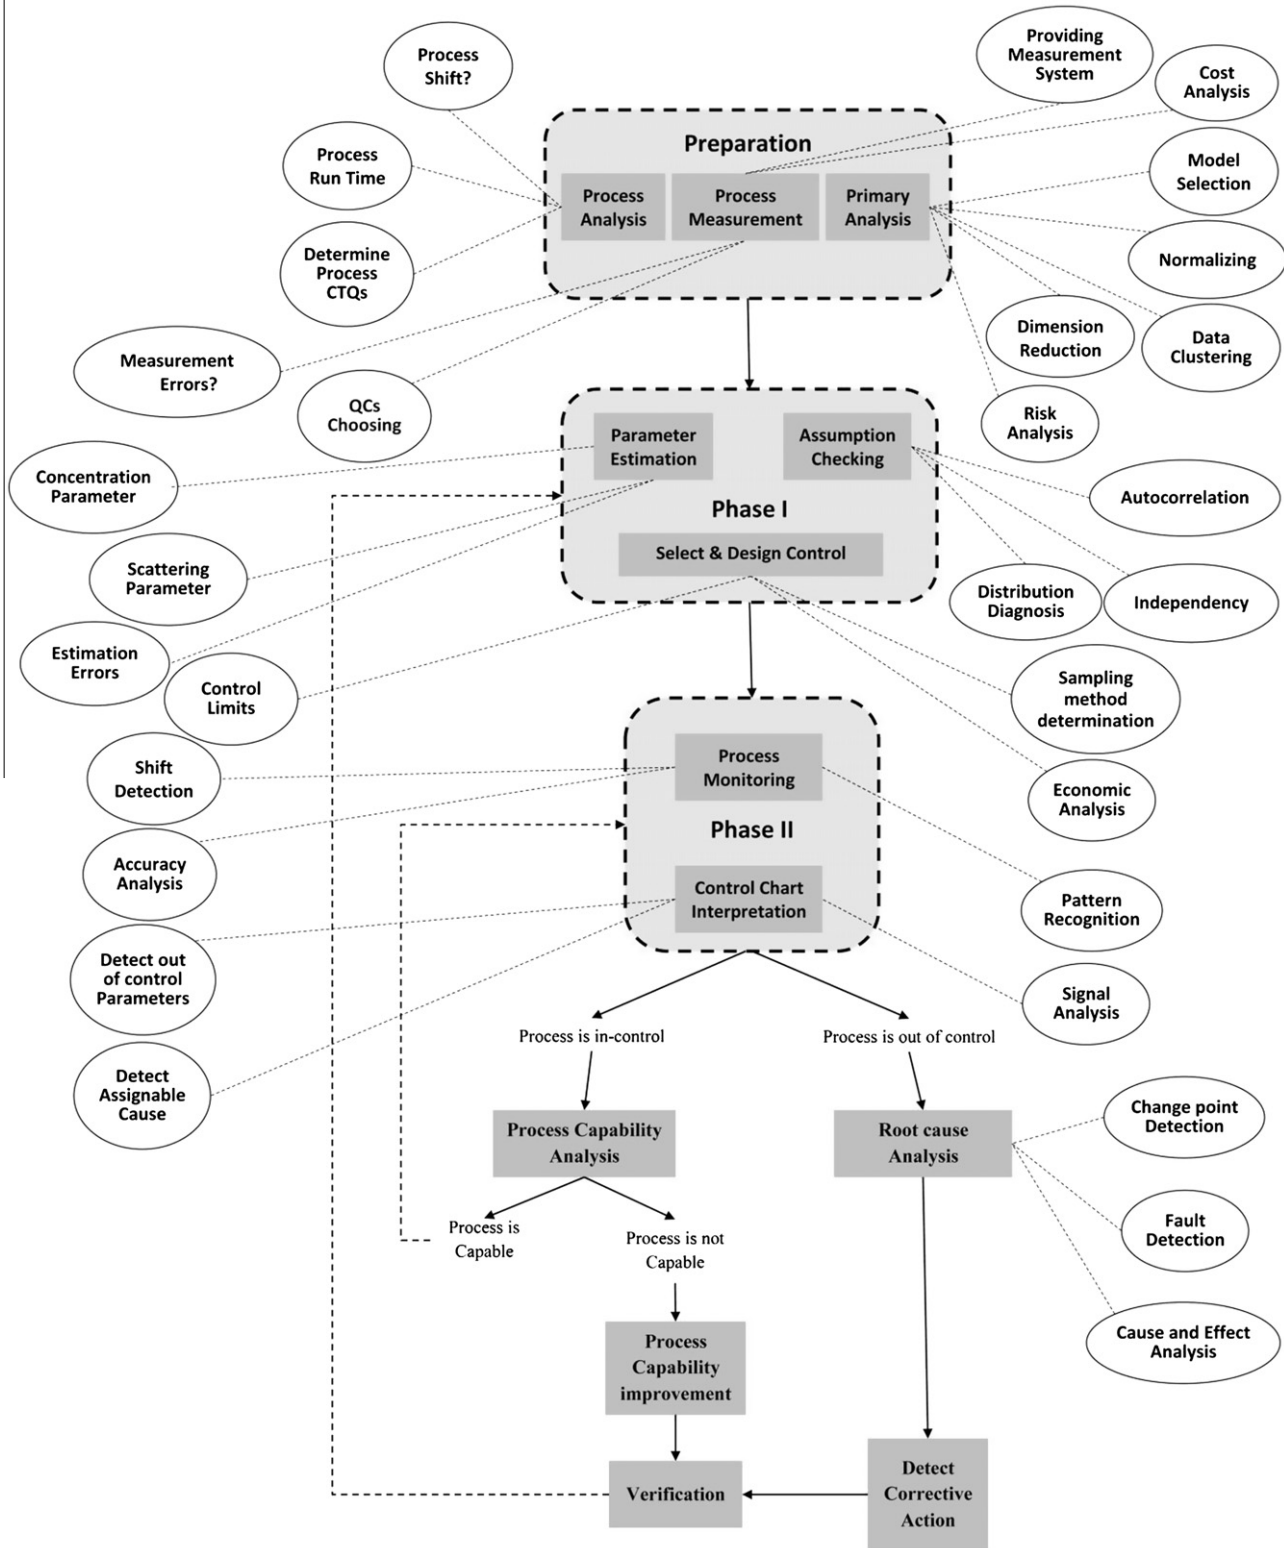 Process
Shift?
Providing
Measurement
System
Cost
Analysis
Preparation
Process
Run Time
Model
Selection
Process
Analysis
Process
Measurement
Primary
Analysis
Determine
Process
CTQs
Normalizing
Dimension
Reduction
Data
Clustering
Measurement
Errors?
QCs
Choosing
Risk
Analysis
Parameter
Estimation
Assumption
Checking
Concentration
Parameter
Autocorrelation
Phase I
Select & Design Control
Scattering
Parameter
Distribution
Diagnosis
Independency
Estimation
Errors
Control
Limits
Sampling
method
determination
Shift
Detection
Process
Monitoring
Economic
Analysis
Phase II
Accuracy
Analysis
Control Chart
Interpretation
Pattern
Recognition
Detect out
of control
Parameters
Signal
Analysis
Process is in-control
Process is out of control
Detect
Assignable
Cause
Process Capability
Analysis
Root cause
Analysis
Change point
Detection
Process is
Capable
Process is not
Capable
Fault
Detection
Process
Capability
improvement
Cause and Effect
Analysis
Verification
Detect
Corrective
Action